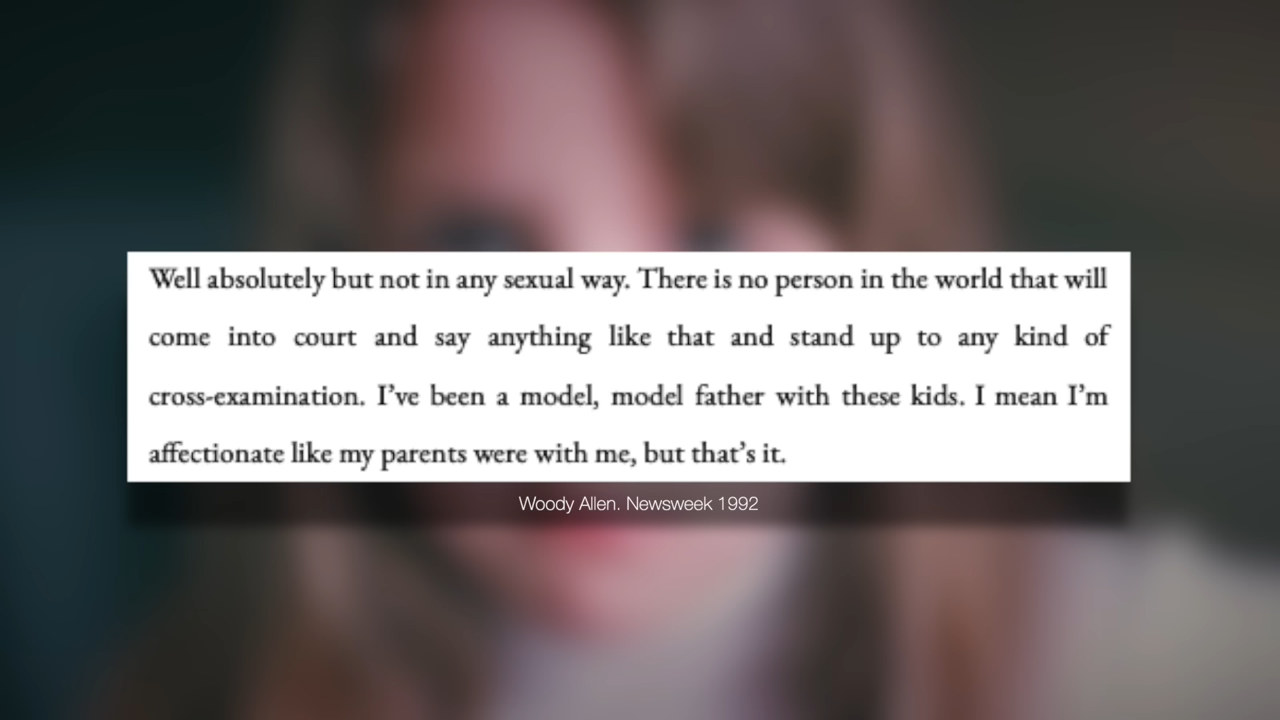 Well absolutely but not in any sexual way. There is no person in the world that will
come into court and say anything like that and stand up to any kind of
cross-examination. I’ve been a model, model father with these kids. I mean I’m
affectionate like my parents were with me, but that’s it.
Woody Allen. Newsweek 1992